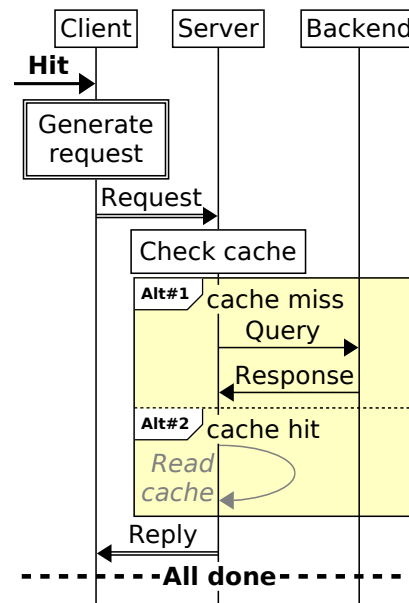 Client Server Backend
Hit
Generate
request
Request
Check cache
Alt#1 cache miss
Query
Response
Alt#2 cache hit
Read
cache
Reply
All done